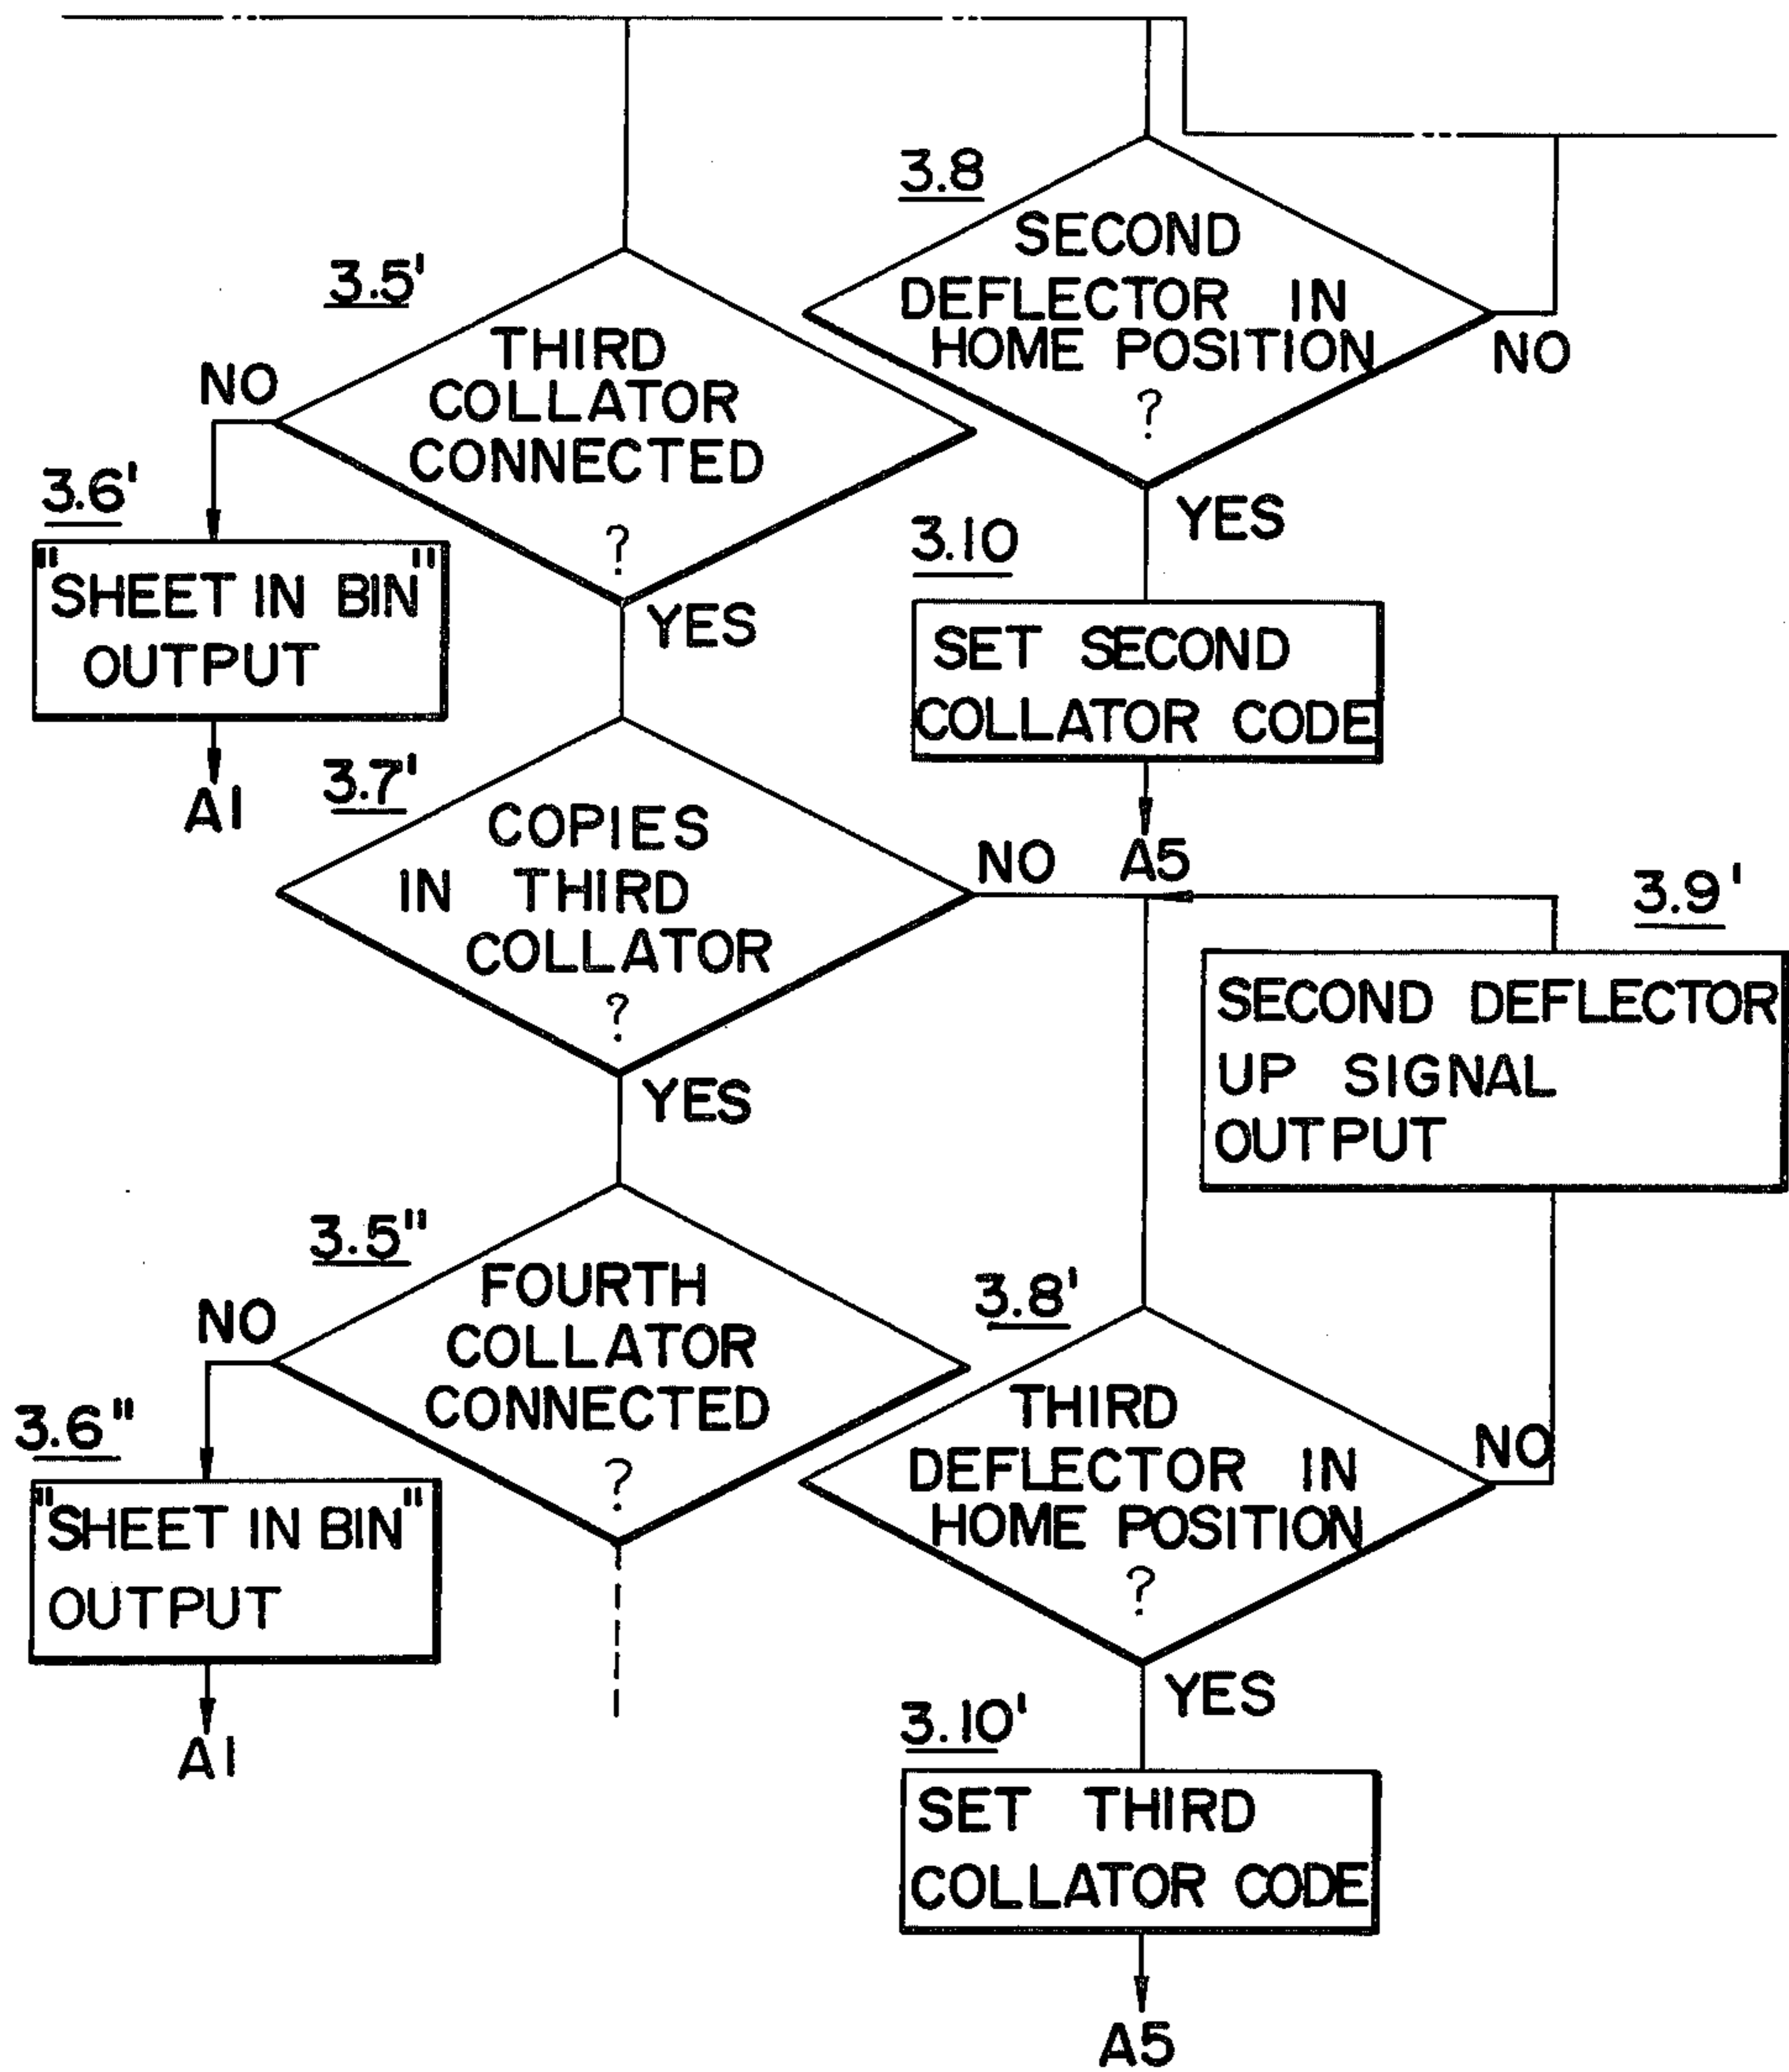 3.8
SECOND
DEFLECTOR IN
HOME POSITION
?
NO
YES
3.5'
THIRD
COLLATOR
CONNECTED
?
NO
YES
3.6'
"SHEET IN BIN"
OUTPUT
A1
3.10
SET SECOND
COLLATOR CODE
A5
3.7'
COPIES
IN THIRD
COLLATOR
?
NO
YES
3.9'
SECOND DEFLECTOR
UP SIGNAL
OUTPUT
3.5"
FOURTH
COLLATOR
CONNECTED
?
NO
3.6"
"SHEET IN BIN"
OUTPUT
A1
3.8'
THIRD
DEFLECTOR IN
HOME POSITION
?
NO
YES
3.10'
SET THIRD
COLLATOR CODE
A5